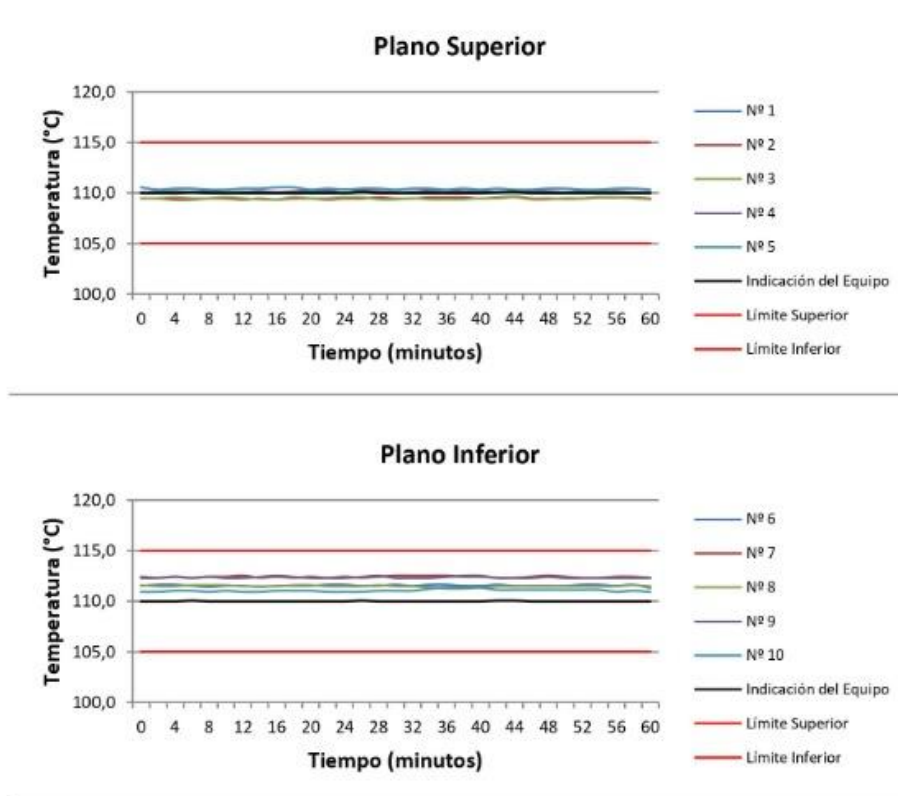 Plano Superior
Temperatura (°C)
120,0
115,0
110,0
105,0
100,0
0 4 8 12 16 20 24 28 32 36 40 44 48 52 56 60
Tiempo (minutos)
Nº 1
Nº 2
Nº 3
Nº 4
Nº 5
Indicación del Equipo
Límite Superior
Límite Inferior
Plano Inferior
Temperatura (°C)
120,0
115,0
110,0
105,0
100,0
0 4 8 12 16 20 24 28 32 36 40 44 48 52 56 60
Tiempo (minutos)
Nº 6
Nº 7
Nº 8
Nº 9
Nº 10
Indicación del Equipo
Límite Superior
Límite Inferior